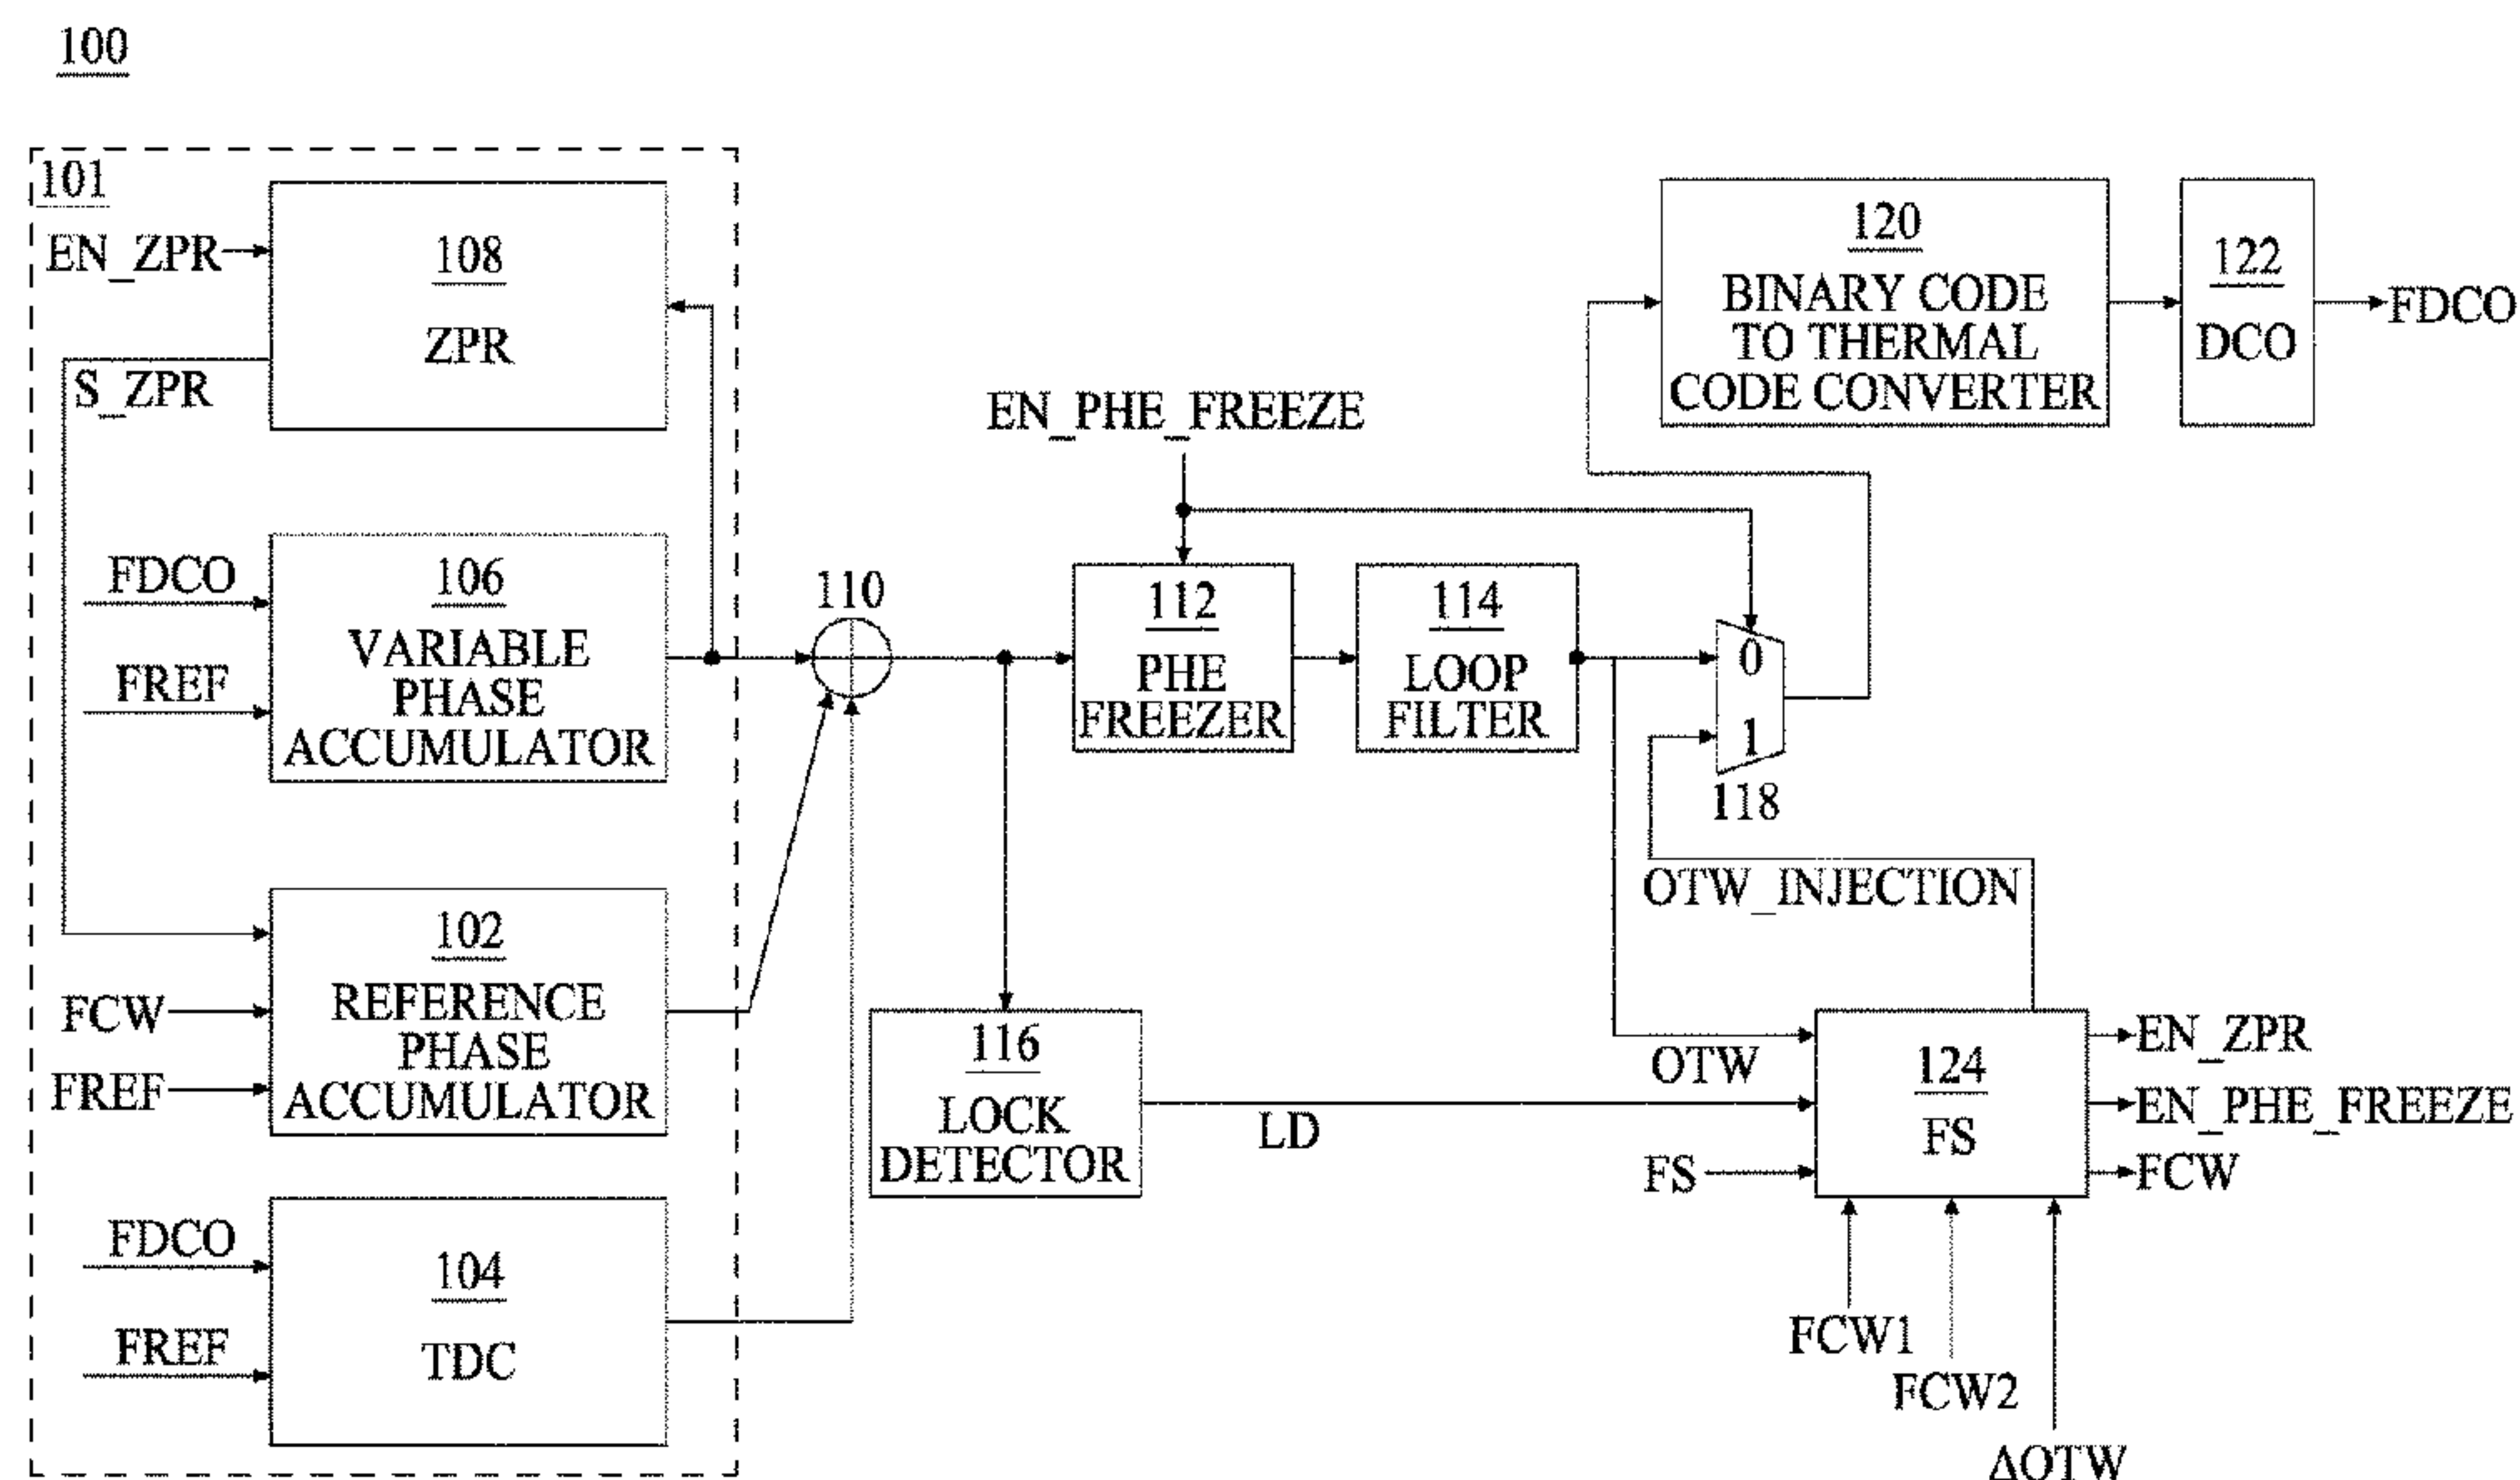 100
101
EN_ZPR
108
ZPR
S_ZPR
FDCO
FREF
106
VARIABLE
PHASE
ACCUMULATOR
FCW
FREF
102
REFERENCE
PHASE
ACCUMULATOR
FDCO
FREF
104
TDC
110
EN_PHE_FREEZE
112
PHE
FREEZER
114
LOOP
FILTER
116
LOCK
DETECTOR
LD
0
1
118
120
BINARY CODE
TO THERMAL
CODE CONVERTER
122
DCO
FDCO
OTW_INJECTION
OTW
FS
124
FS
EN_ZPR
EN_PHE_FREEZE
FCW
FCW1
FCW2
ΔOTW